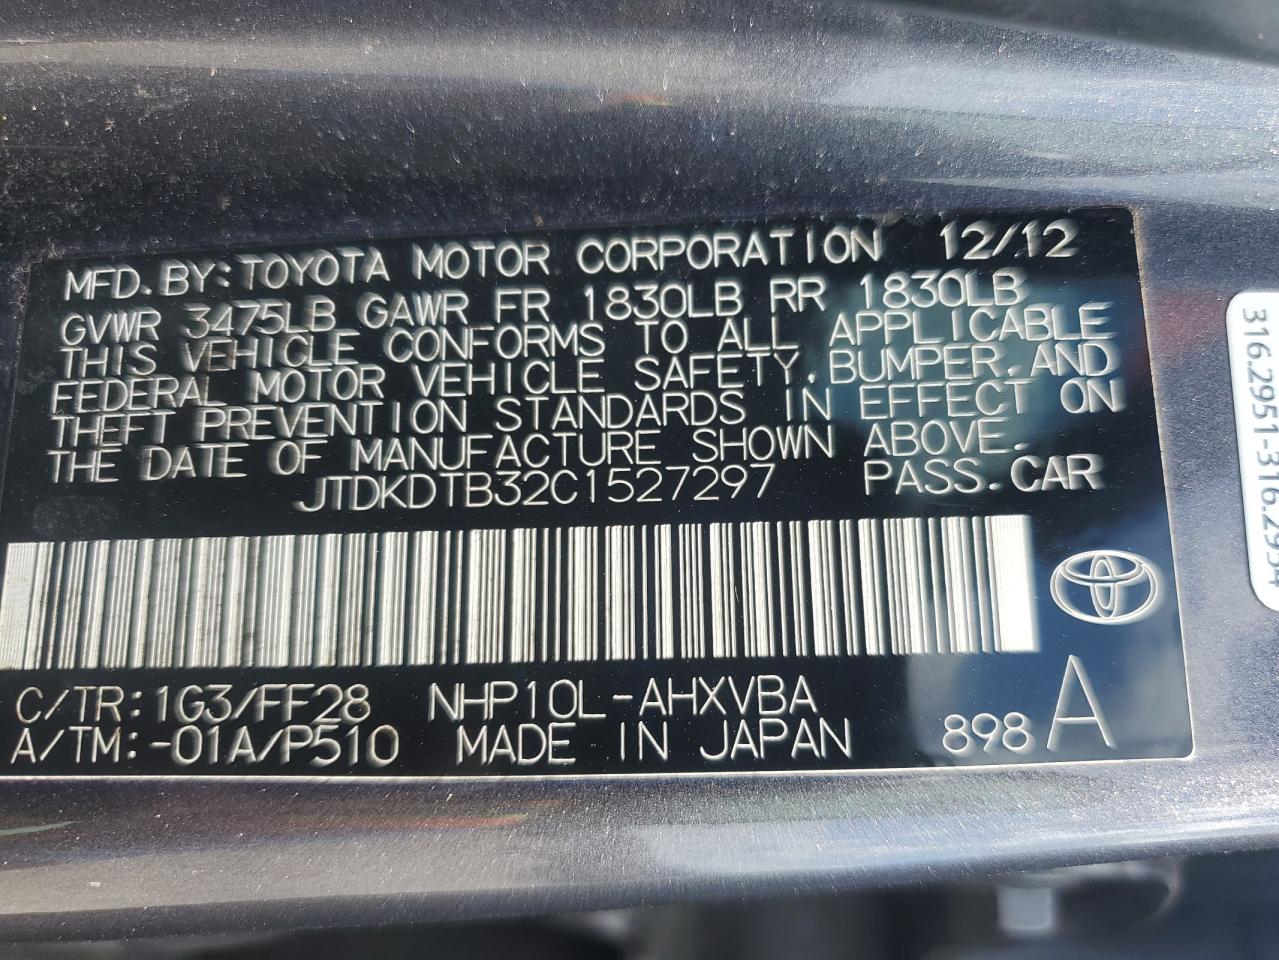 MFD. BY: TOYOTA MOTOR CORPORATION 12/12
GVWR 3475LB GAWR FR 1830LB RR 1830LB
THIS VEHICLE CONFORMS TO ALL APPLICABLE
FEDERAL MOTOR VEHICLE SAFETY, BUMPER, AND
THEFT PREVENTION STANDARDS IN EFFECT ON
THE DATE OF MANUFACTURE SHOWN ABOVE.
JTDKDTB32C1527297 PASS. CAR
C/TR: 1G3/FF28 NHP10L-AHXVBA
A/TM: -01A/P510 MADE IN JAPAN 898 A
316.2951-316.2954